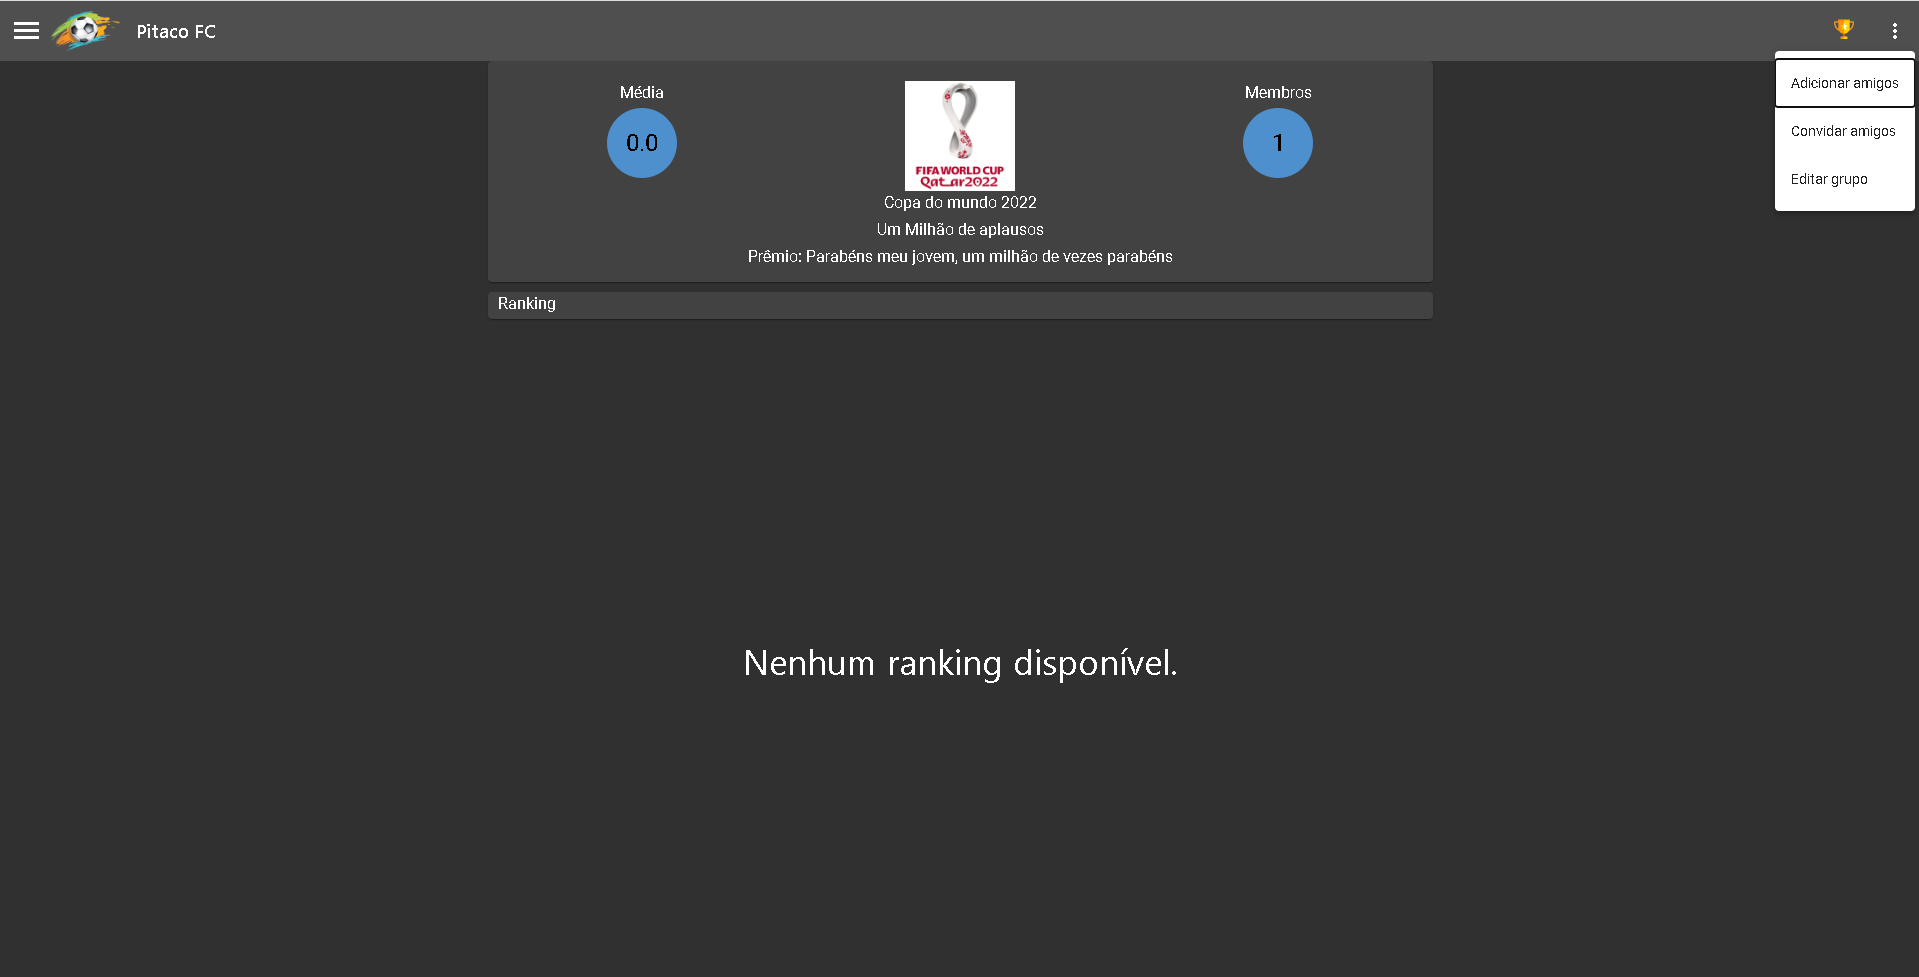 Pitaco FC
Adicionar amigos
Convidar amigos
Editar grupo
Média
0.0
FIFA WORLD CUP
Qatar2022
Membros
1
Copa do mundo 2022
Um Milhão de aplausos
Prêmio: Parabéns meu jovem, um milhão de vezes parabéns
Ranking
Nenhum ranking disponível.